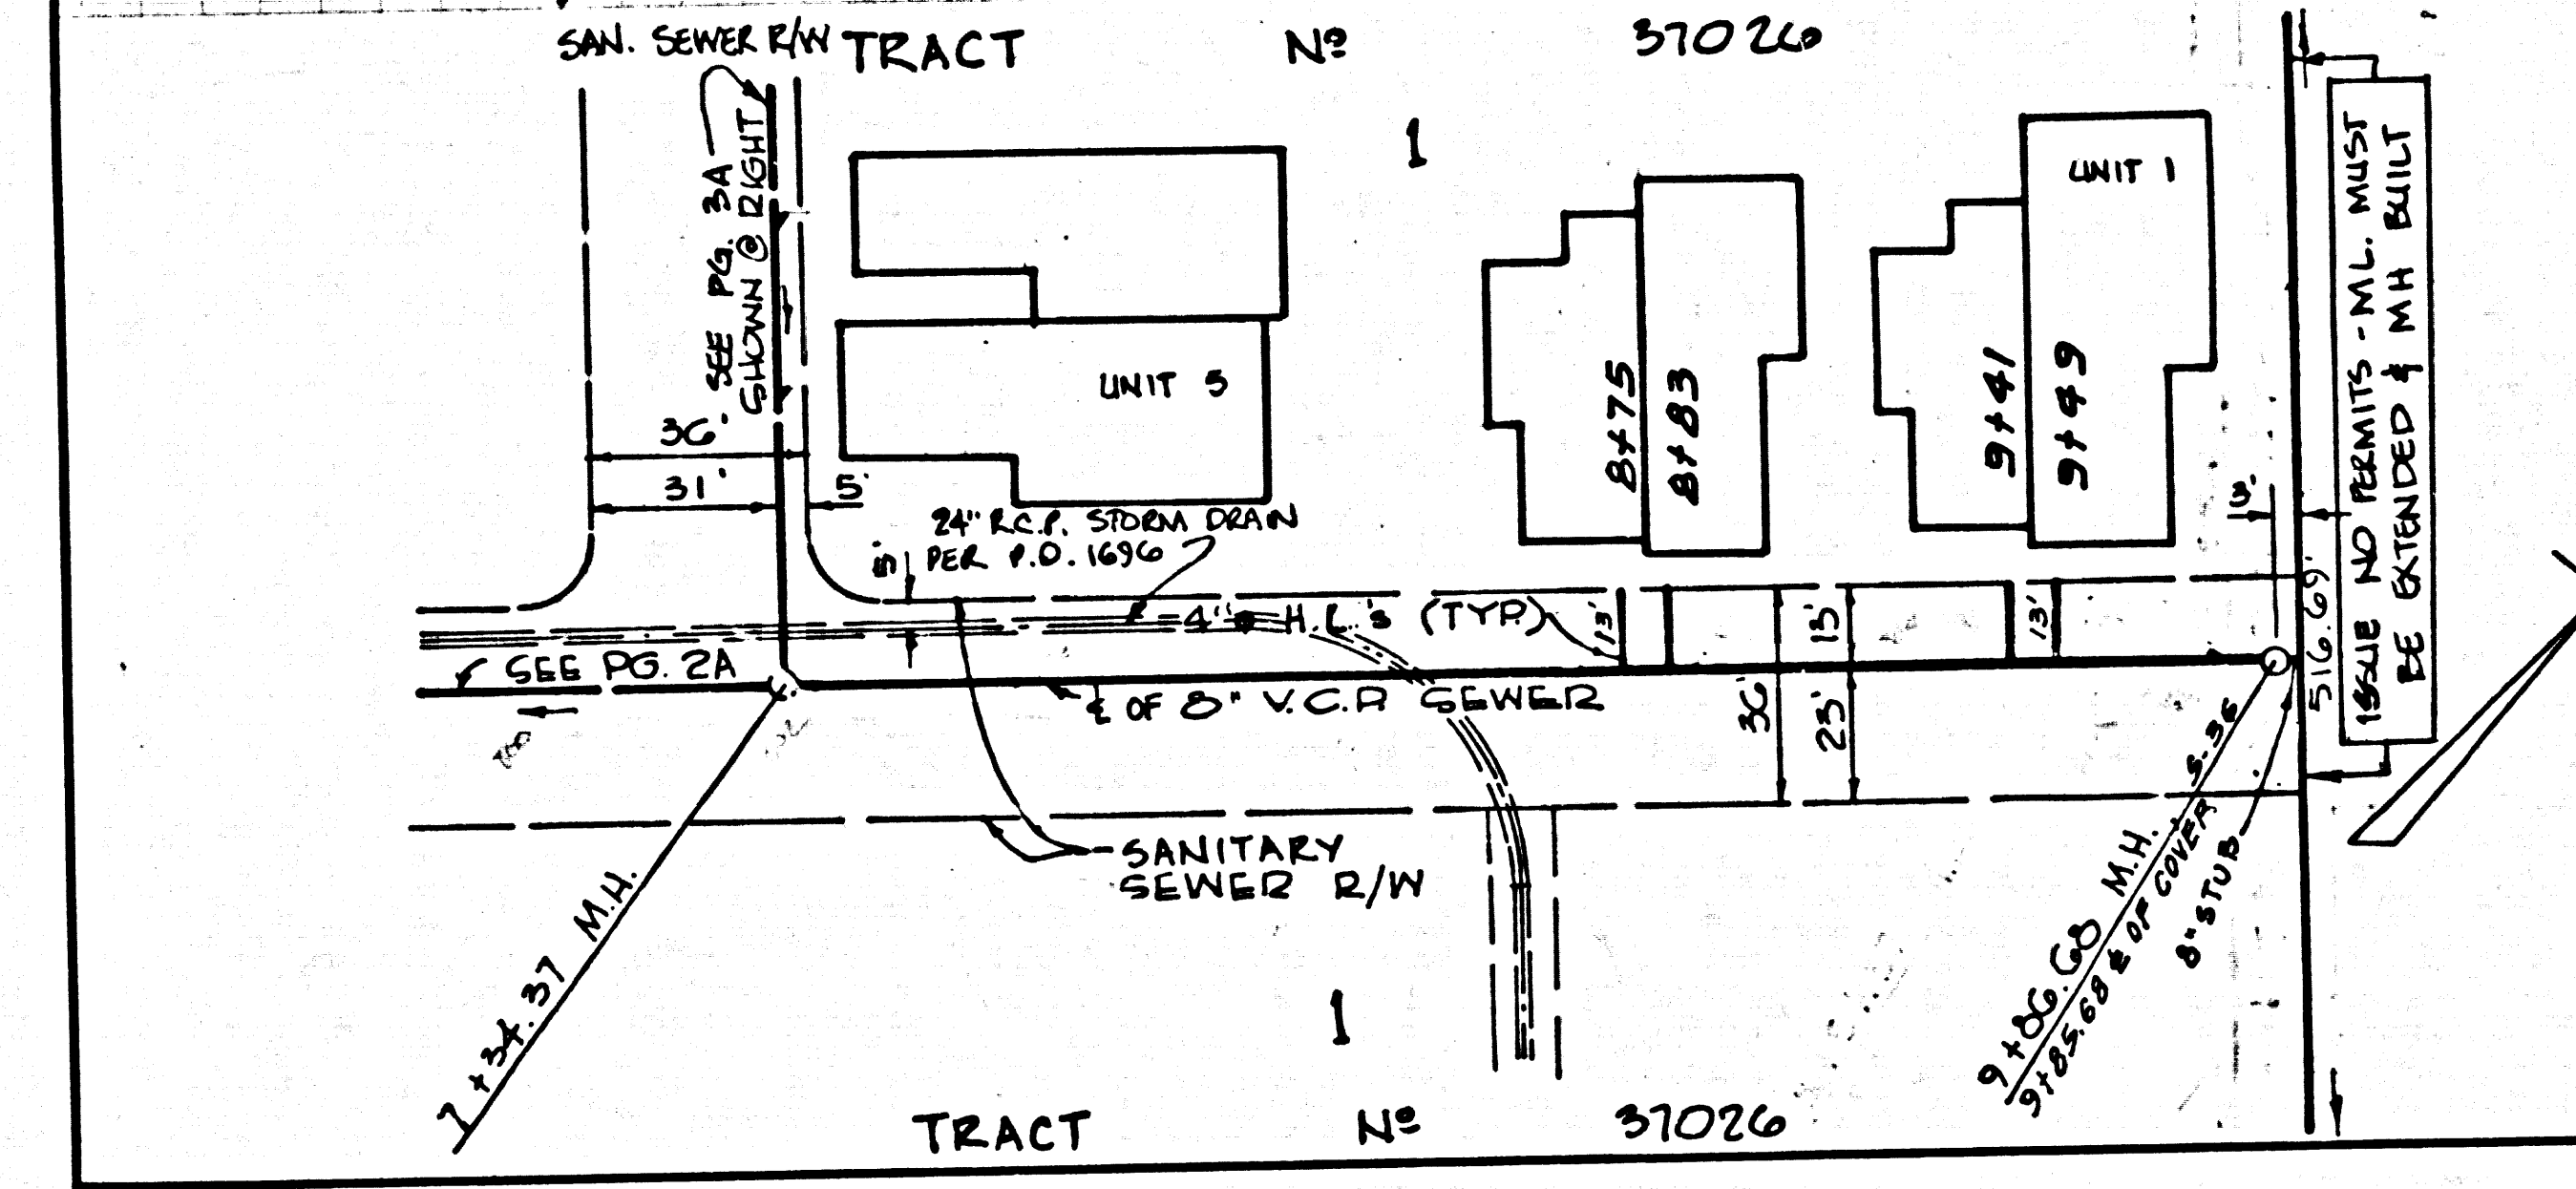 SAN. SEWER R/W
TRACT Nº 37026
1
SEE PG. 3A
SHOWN @ RIGHT
UNIT 1
UNIT 5
8+75
8+83
9+41
9+49
ISSUE NO PERMITS - ML. MUST
BE EXTENDED & MH BUILT
36'
31'
5'
24" R.C.P. STORM DRAIN
PER P.D. 1696
5'
4" H.L.'s (TYP.)
13'
13'
13'
36'
23'
3'
516.69'
SEE PG. 2A
℄ OF 8" V.C.P. SEWER
SANITARY
SEWER R/W
7+34.37 M.H.
9+86.68 M.H. S-36
9+85.68 ℄ OF COVER
8" STUB
1
TRACT Nº 37026